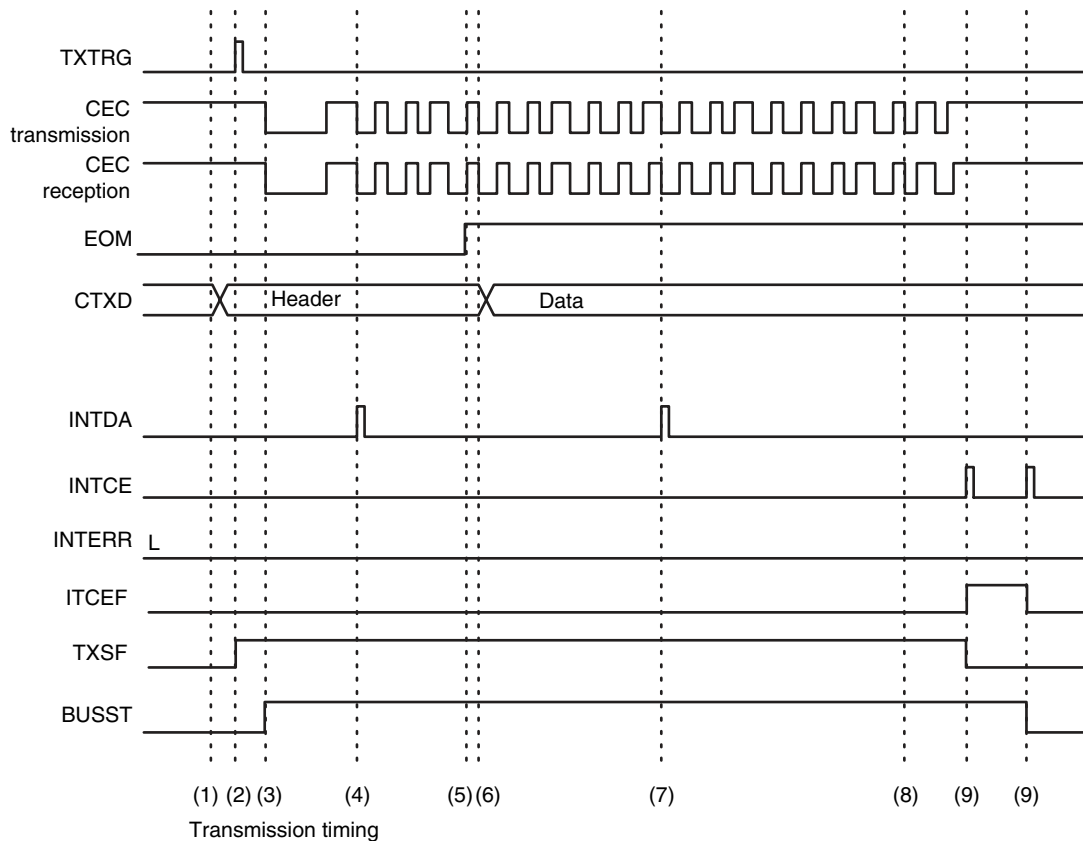 TXTRG
CEC
transmission
CEC
reception
EOM
CTXD Header Data
INTDA
INTCE
INTERR L
ITCEF
TXSF
BUSST
(1) (2) (3) (4) (5) (6) (7) (8) (9) (9)
Transmission timing